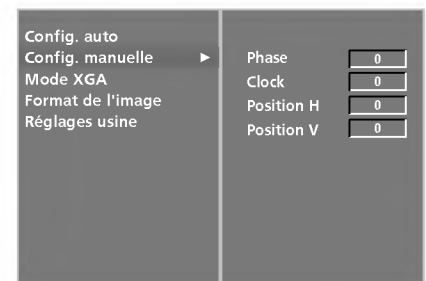 Config. auto
Config. manuelle ►
Mode XGA
Format de l'image
Réglages usine
Phase 0
Clock 0
Position H 0
Position V 0